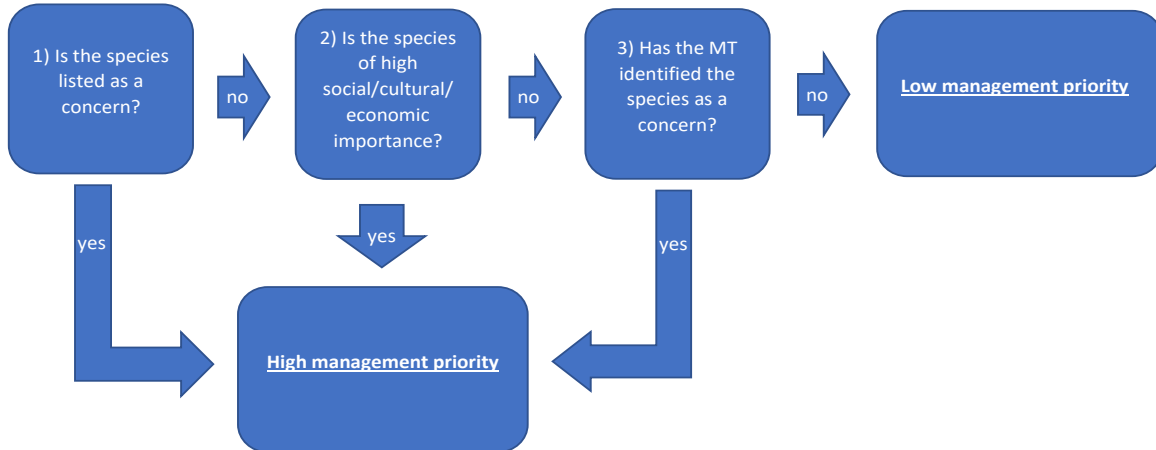 1) Is the species
listed as a
concern?
no
2) Is the species
of high
social/cultural/
economic
importance?
no
3) Has the MT
identified the
species as a
concern?
no
Low management priority
yes
yes
yes
High management priority